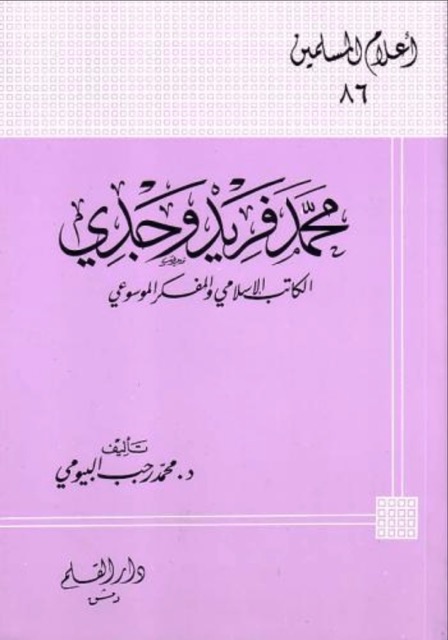 أعلام المسلمين
٨٦
محمد فريد وجدي
الكاتب الإسلامي والمفكر الموسوعي
تأليف
د. محمد رجب البيومي
دار القلم
دمشق